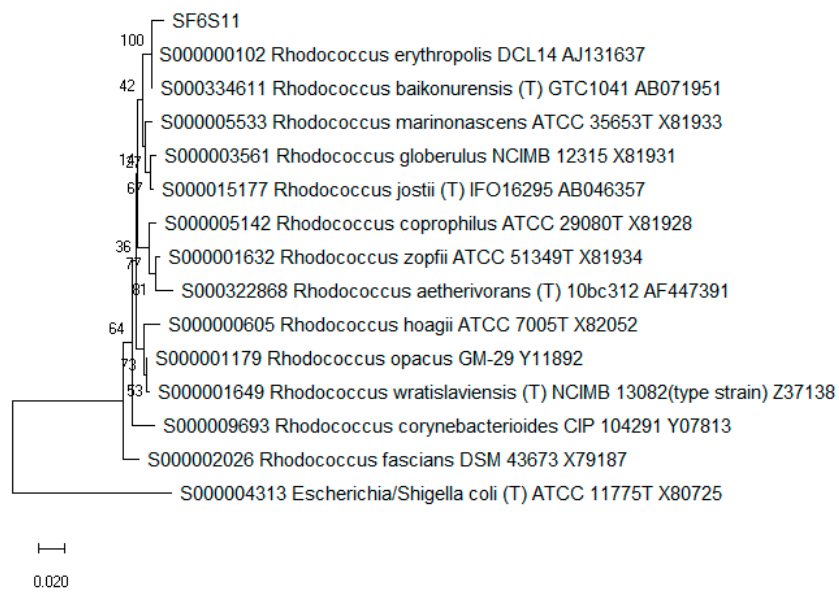 SF6S11
100
S000000102 Rhodococcus erythropolis DCL14 AJ131637
42
S000334611 Rhodococcus baikonurensis (T) GTC1041 AB071951
S000005533 Rhodococcus marinonascens ATCC 35653T X81933
14
27
S000003561 Rhodococcus globerulus NCIMB 12315 X81931
67
S000015177 Rhodococcus jostii (T) IFO16295 AB046357
S000005142 Rhodococcus coprophilus ATCC 29080T X81928
36
77
S000001632 Rhodococcus zopfii ATCC 51349T X81934
81
S000322868 Rhodococcus aetherivorans (T) 10bc312 AF447391
64
S000000605 Rhodococcus hoagii ATCC 7005T X82052
73
S000001179 Rhodococcus opacus GM-29 Y11892
53
S000001649 Rhodococcus wratislaviensis (T) NCIMB 13082(type strain) Z37138
S000009693 Rhodococcus corynebacterioides CIP 104291 Y07813
S000002026 Rhodococcus fascians DSM 43673 X79187
S000004313 Escherichia/Shigella coli (T) ATCC 11775T X80725
0.020